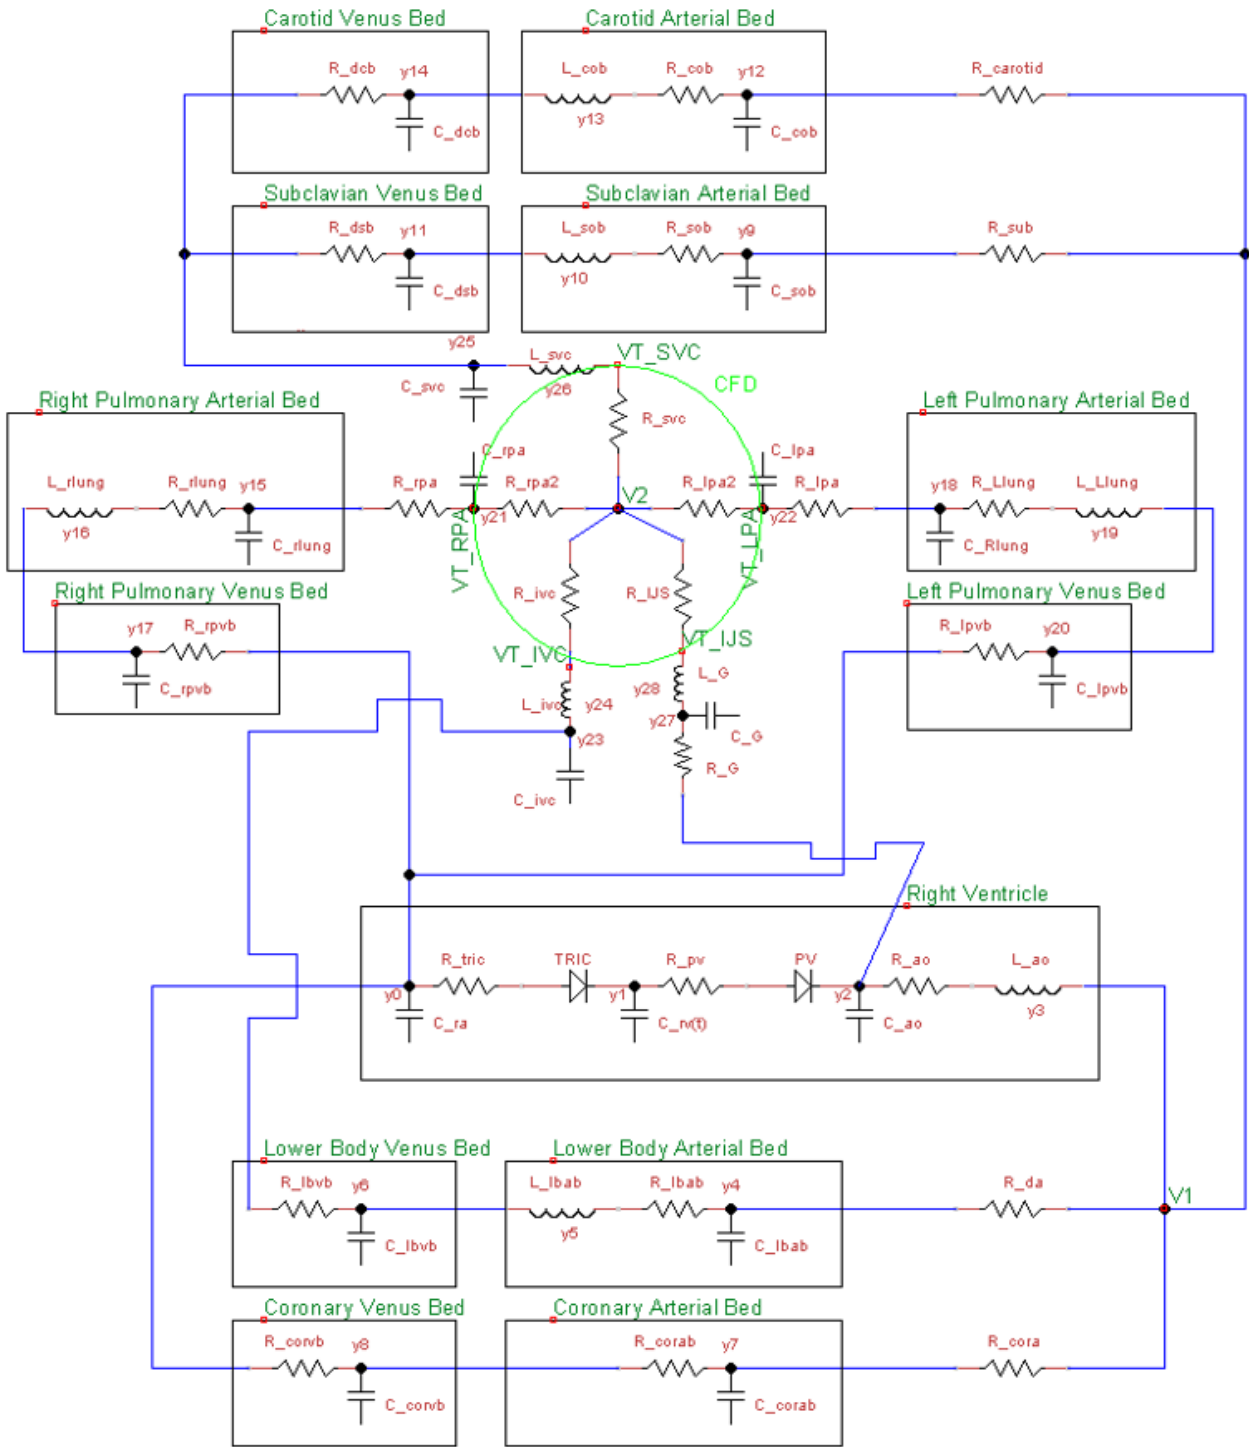 Carotid Venus Bed
Carotid Arterial Bed
R_dcb
y14
L_cob
R_cob
y12
R_carotid
y13
C_dcb
C_cob
Subclavian Venus Bed
Subclavian Arterial Bed
R_dsb
y11
L_sob
R_sob
y9
R_sub
y10
C_dsb
C_sob
y25
L_svc
VT_SVC
C_svc
y26
CFD
Right Pulmonary Arterial Bed
Left Pulmonary Arterial Bed
R_svc
C_rpa
C_lpa
L_rlung
R_rlung
y15
R_rpa
R_rpa2
V2
R_lpa2
R_lpa
y18
R_Llung
L_Llung
y16
y21
y22
y19
C_rlung
VT_RPA
VT_LPA
C_Rlung
Right Pulmonary Venus Bed
R_ivc
R_IJS
Left Pulmonary Venus Bed
y17
R_rpvb
VT_IVC
VT_IJS
R_lpvb
y20
C_rpvb
L_ivc
y24
y28
L_G
C_lpvb
y23
y27
C_G
R_G
C_ivc
Right Ventricle
R_tric
TRIC
R_pv
PV
R_ao
L_ao
y0
y1
y2
y3
C_ra
C_rv(t)
C_ao
Lower Body Venus Bed
Lower Body Arterial Bed
R_lbvb
y6
L_lbab
R_lbab
y4
R_da
V1
y5
C_lbvb
C_lbab
Coronary Venus Bed
Coronary Arterial Bed
R_corvb
y8
R_corab
y7
R_cora
C_corvb
C_corab